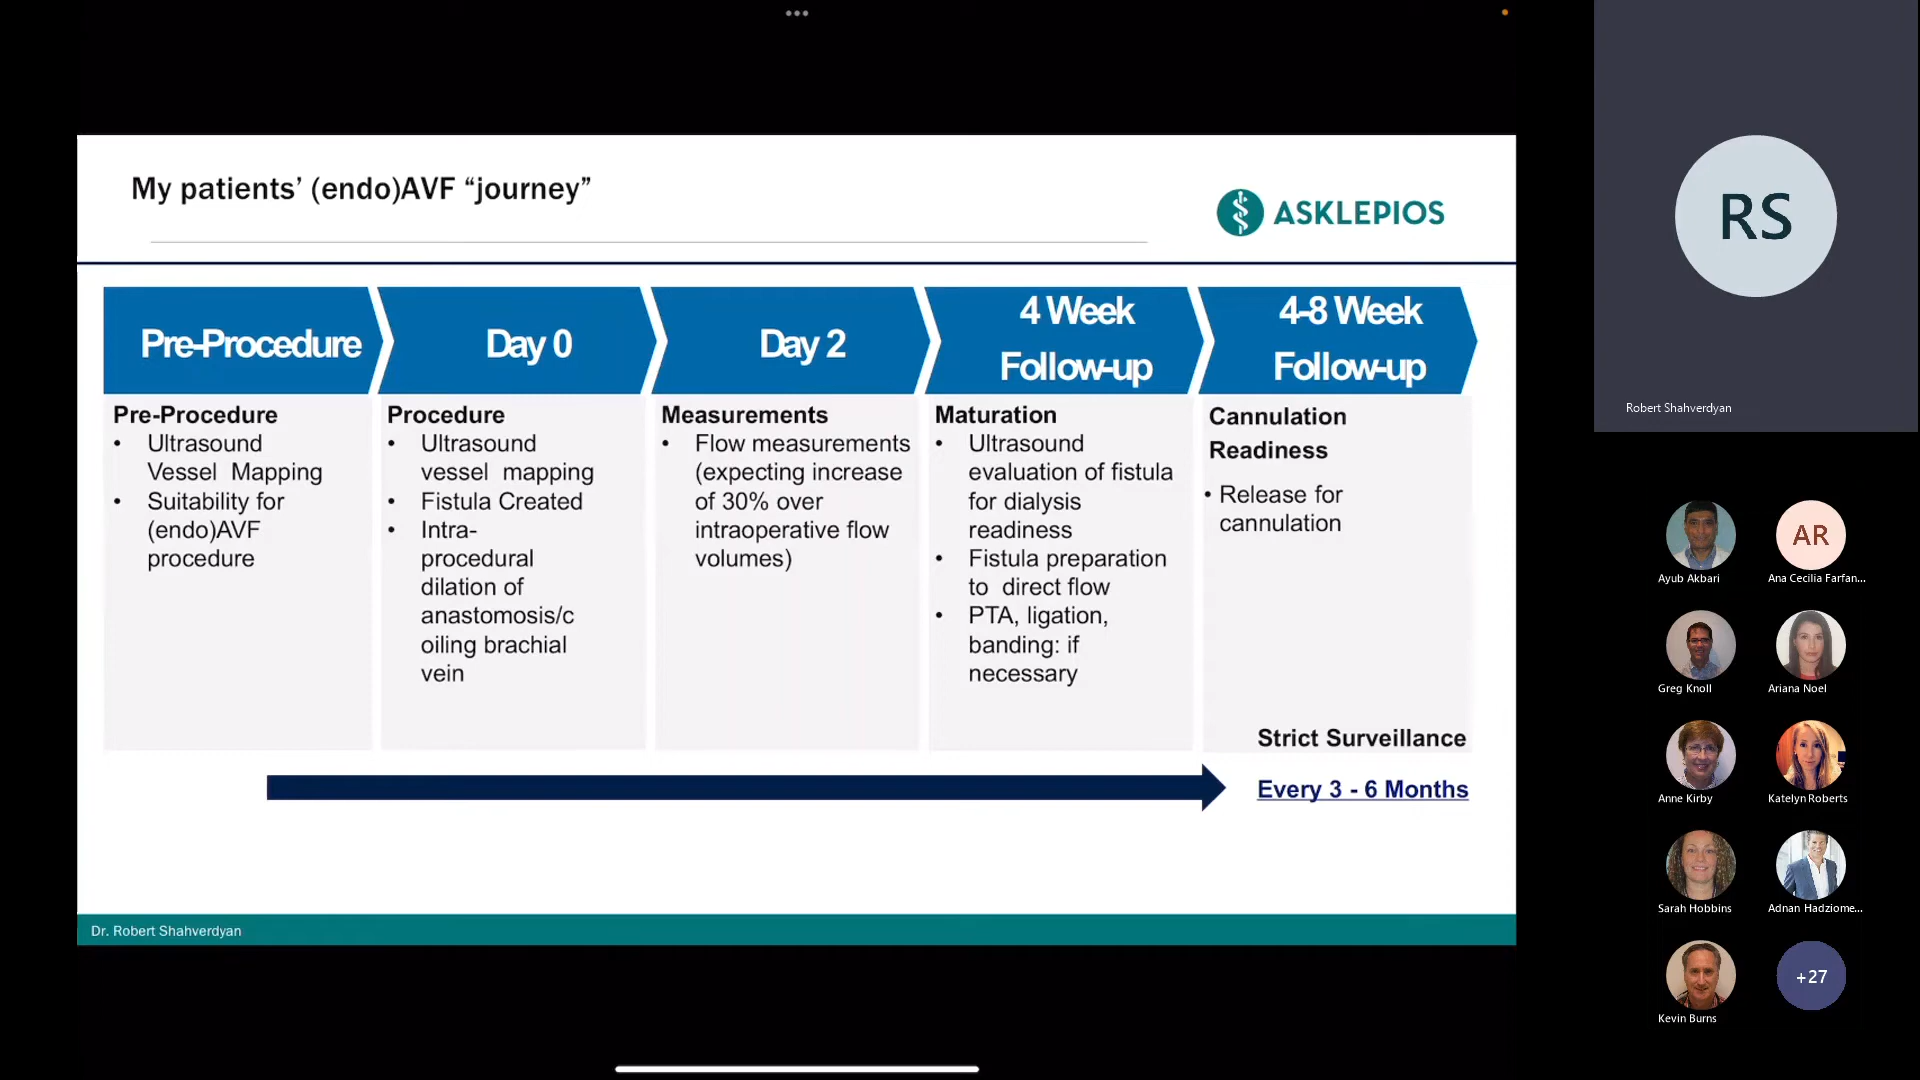 My patients’ (endo)AVF “journey”
ASKLEPIOS
Pre-Procedure
Day 0
Day 2
4 Week
Follow-up
4-8 Week
Follow-up
Pre-Procedure
• Ultrasound
Vessel Mapping
• Suitability for
(endo)AVF
procedure
Procedure
• Ultrasound
vessel mapping
• Fistula Created
• Intra-
procedural
dilation of
anastomosis/c
oiling brachial
vein
Measurements
• Flow measurements
(expecting increase
of 30% over
intraoperative flow
volumes)
Maturation
• Ultrasound
evaluation of fistula
for dialysis
readiness
• Fistula preparation
to direct flow
• PTA, ligation,
banding: if
necessary
Cannulation
Readiness
• Release for
cannulation
Strict Surveillance
Every 3 - 6 Months
Dr. Robert Shahverdyan
RS
Robert Shahverdyan
Ayub Akbari
AR
Ana Cecilia Farfan...
Greg Knoll
Ariana Noel
Anne Kirby
Katelyn Roberts
Sarah Hobbins
Adnan Hadziome...
Kevin Burns
+27